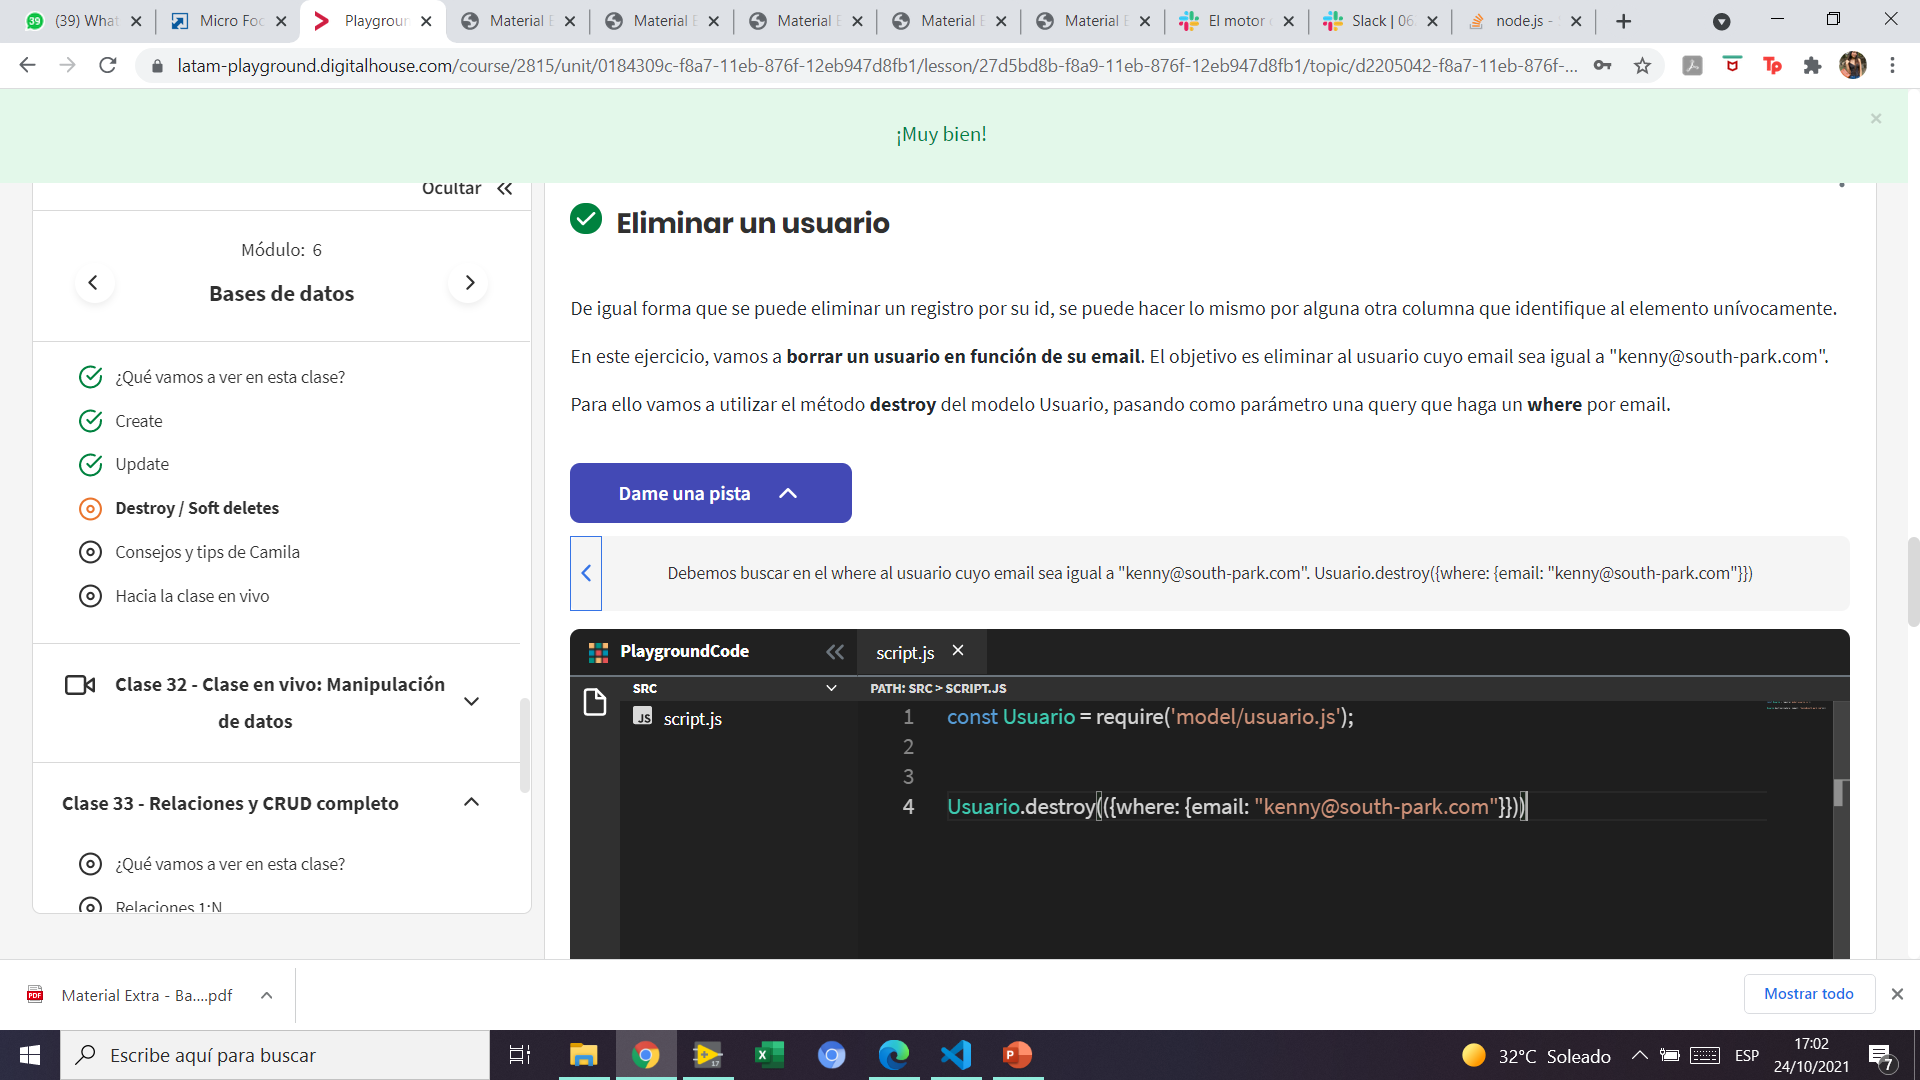 39
(39) What
Micro Foc
Playgroun
Material E
Material E
Material E
Material E
Material E
El motor
Slack | 06
node.js -
latam-playground.digitalhouse.com/course/2815/unit/0184309c-f8a7-11eb-876f-12eb947d8fb1/lesson/27d5bd8b-f8a9-11eb-876f-12eb947d8fb1/topic/d2205042-f8a7-11eb-876f-...
¡Muy bien!
×
Ocultar
Módulo: 6
Bases de datos
¿Qué vamos a ver en esta clase?
Create
Update
Destroy / Soft deletes
Consejos y tips de Camila
Hacia la clase en vivo
Clase 32 - Clase en vivo: Manipulación
de datos
Clase 33 - Relaciones y CRUD completo
¿Qué vamos a ver en esta clase?
Relaciones 1:N
Eliminar un usuario
De igual forma que se puede eliminar un registro por su id, se puede hacer lo mismo por alguna otra columna que identifique al elemento unívocamente.
En este ejercicio, vamos a borrar un usuario en función de su email. El objetivo es eliminar al usuario cuyo email sea igual a "kenny@south-park.com".
Para ello vamos a utilizar el método destroy del modelo Usuario, pasando como parámetro una query que haga un where por email.
Dame una pista
Debemos buscar en el where al usuario cuyo email sea igual a "kenny@south-park.com". Usuario.destroy({where: {email: "kenny@south-park.com"}})
PlaygroundCode
script.js
SRC
PATH: SRC > SCRIPT.JS
JS script.js
1 const Usuario = require('model/usuario.js');
2
3
4 Usuario.destroy(({where: {email: "kenny@south-park.com"}}))
PDF
Material Extra - Ba....pdf
Mostrar todo
Escribe aquí para buscar
32°C Soleado
ESP
17:02
24/10/2021
7